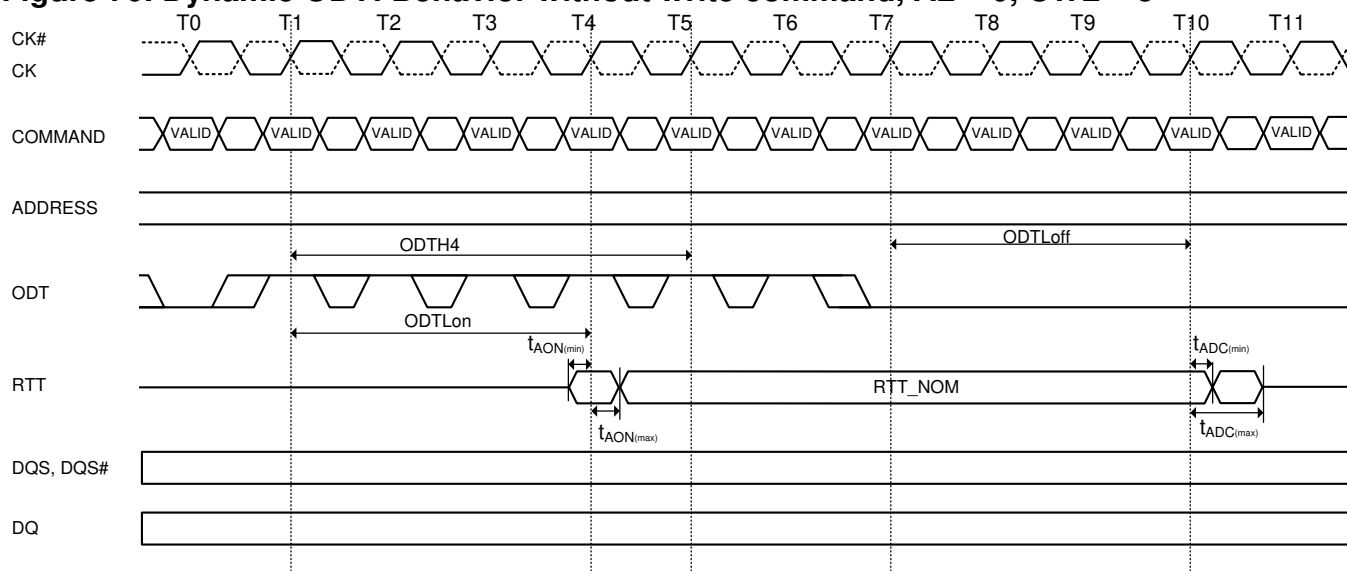 T0 T1 T2 T3 T4 T5 T6 T7 T8 T9 T10 T11
CK#
CK
COMMAND VALID VALID VALID VALID VALID VALID VALID VALID VALID VALID VALID VALID
ADDRESS
ODTH4 ODTLoff
ODT
ODTLon
tAON(min) tADC(min)
RTT RTT_NOM
tAON(max) tADC(max)
DQS, DQS#
DQ